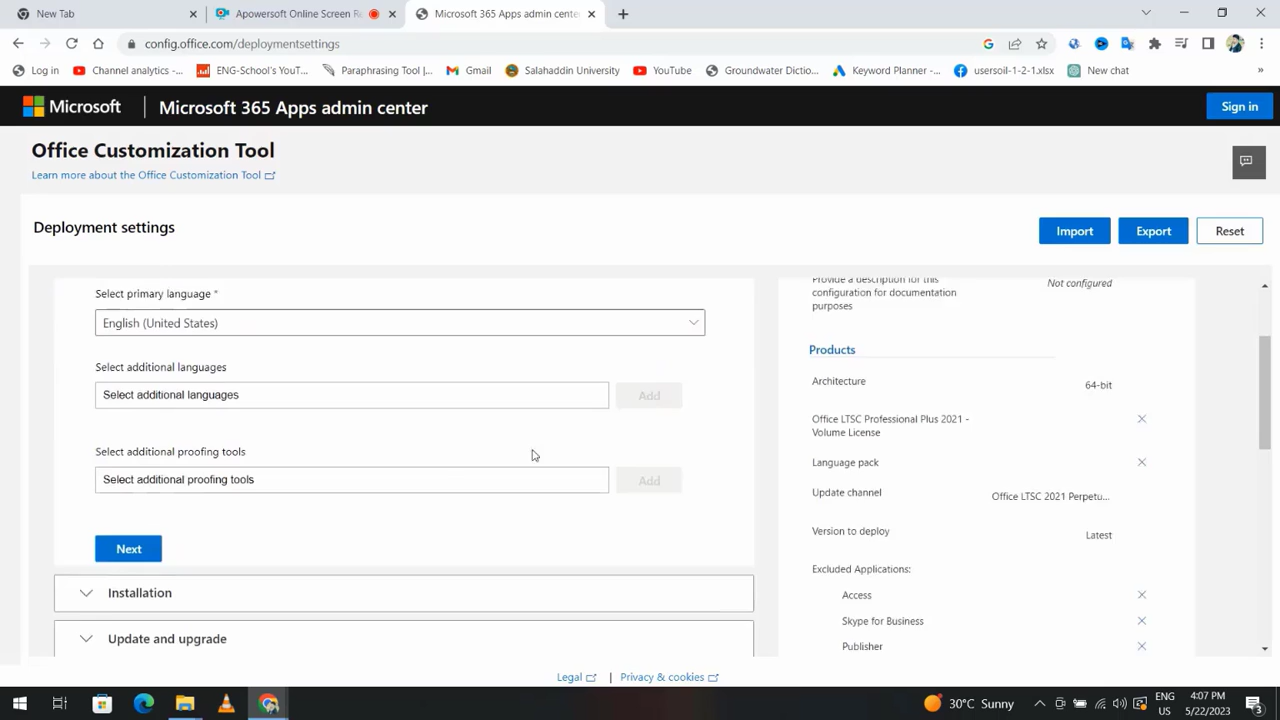 New Tab
Apowersoft Online Screen Re
Microsoft 365 Apps admin center
config.office.com/deploymentsettings
Log in
Channel analytics -...
ENG-School's YouT...
Paraphrasing Tool |...
Gmail
Salahaddin University
YouTube
Groundwater Dictio...
Keyword Planner -...
usersoil-1-2-1.xlsx
New chat
»
Microsoft
Microsoft 365 Apps admin center
Sign in
Office Customization Tool
Learn more about the Office Customization Tool
Deployment settings
Import
Export
Reset
Select primary language *
English (United States)
Select additional languages
Select additional languages
Add
Select additional proofing tools
Select additional proofing tools
Add
Next
Installation
Update and upgrade
Provide a description for this
configuration for documentation
purposes
Not configured
Products
Architecture
64-bit
Office LTSC Professional Plus 2021 -
Volume License
Language pack
Update channel
Office LTSC 2021 Perpetu...
Version to deploy
Latest
Excluded Applications:
Access
Skype for Business
Publisher
Legal
Privacy & cookies
30°C Sunny
ENG
US
4:07 PM
5/22/2023
3